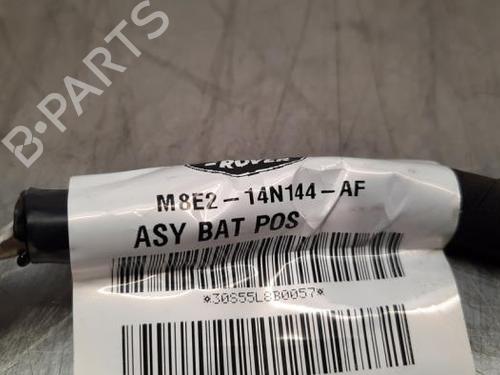 B-PARTS
-ROVER
M8E2-14N144-AF
ASY BAT POS
*30S55L8B0057*